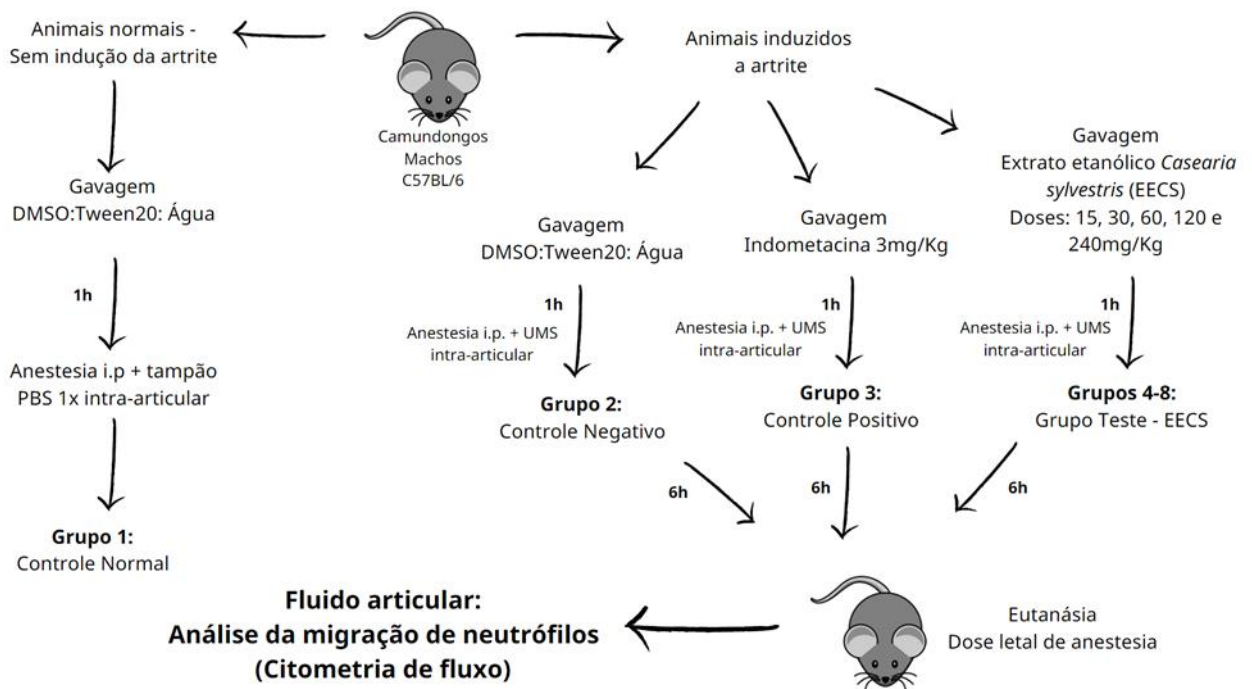 Animais normais -
Sem indução da artrite
Camundongos
Machos
C57BL/6
Animais induzidos
a artrite
Gavagem
DMSO:Tween20: Água
1h
Anestesia i.p + tampão
PBS 1x intra-articular
Grupo 1:
Controle Normal
Gavagem
DMSO:Tween20: Água
1h
Anestesia i.p. + UMS
intra-articular
Grupo 2:
Controle Negativo
6h
Gavagem
Indometacina 3mg/Kg
1h
Anestesia i.p. + UMS
intra-articular
Grupo 3:
Controle Positivo
6h
Gavagem
Extrato etanólico Casearia
sylvestris (EECS)
Doses: 15, 30, 60, 120 e
240mg/Kg
1h
Anestesia i.p. + UMS
intra-articular
Grupos 4-8:
Grupo Teste - EECS
6h
Eutanásia
Dose letal de anestesia
Fluido articular:
Análise da migração de neutrófilos
(Citometria de fluxo)